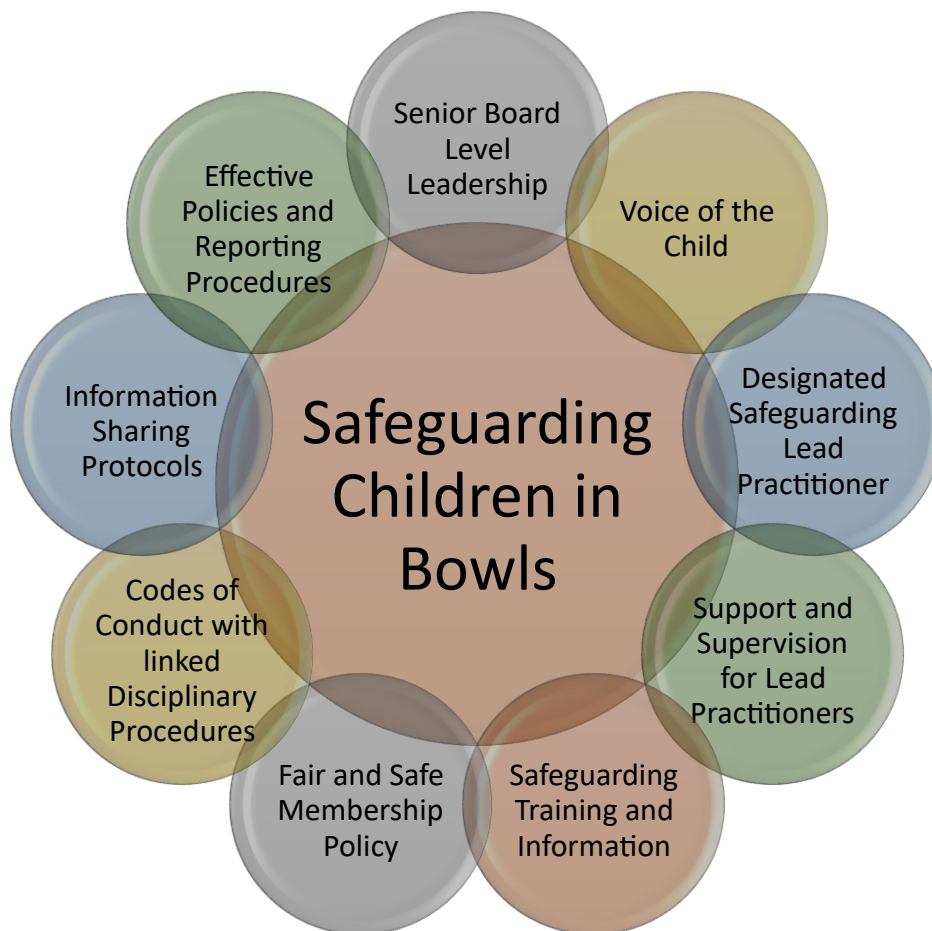 Safeguarding
Children in
Bowls
Senior Board
Level
Leadership
Voice of the
Child
Designated
Safeguarding
Lead
Practitioner
Support and
Supervision
for Lead
Practitioners
Safeguarding
Training and
Information
Fair and Safe
Membership
Policy
Codes of
Conduct with
linked
Disciplinary
Procedures
Information
Sharing
Protocols
Effective
Policies and
Reporting
Procedures